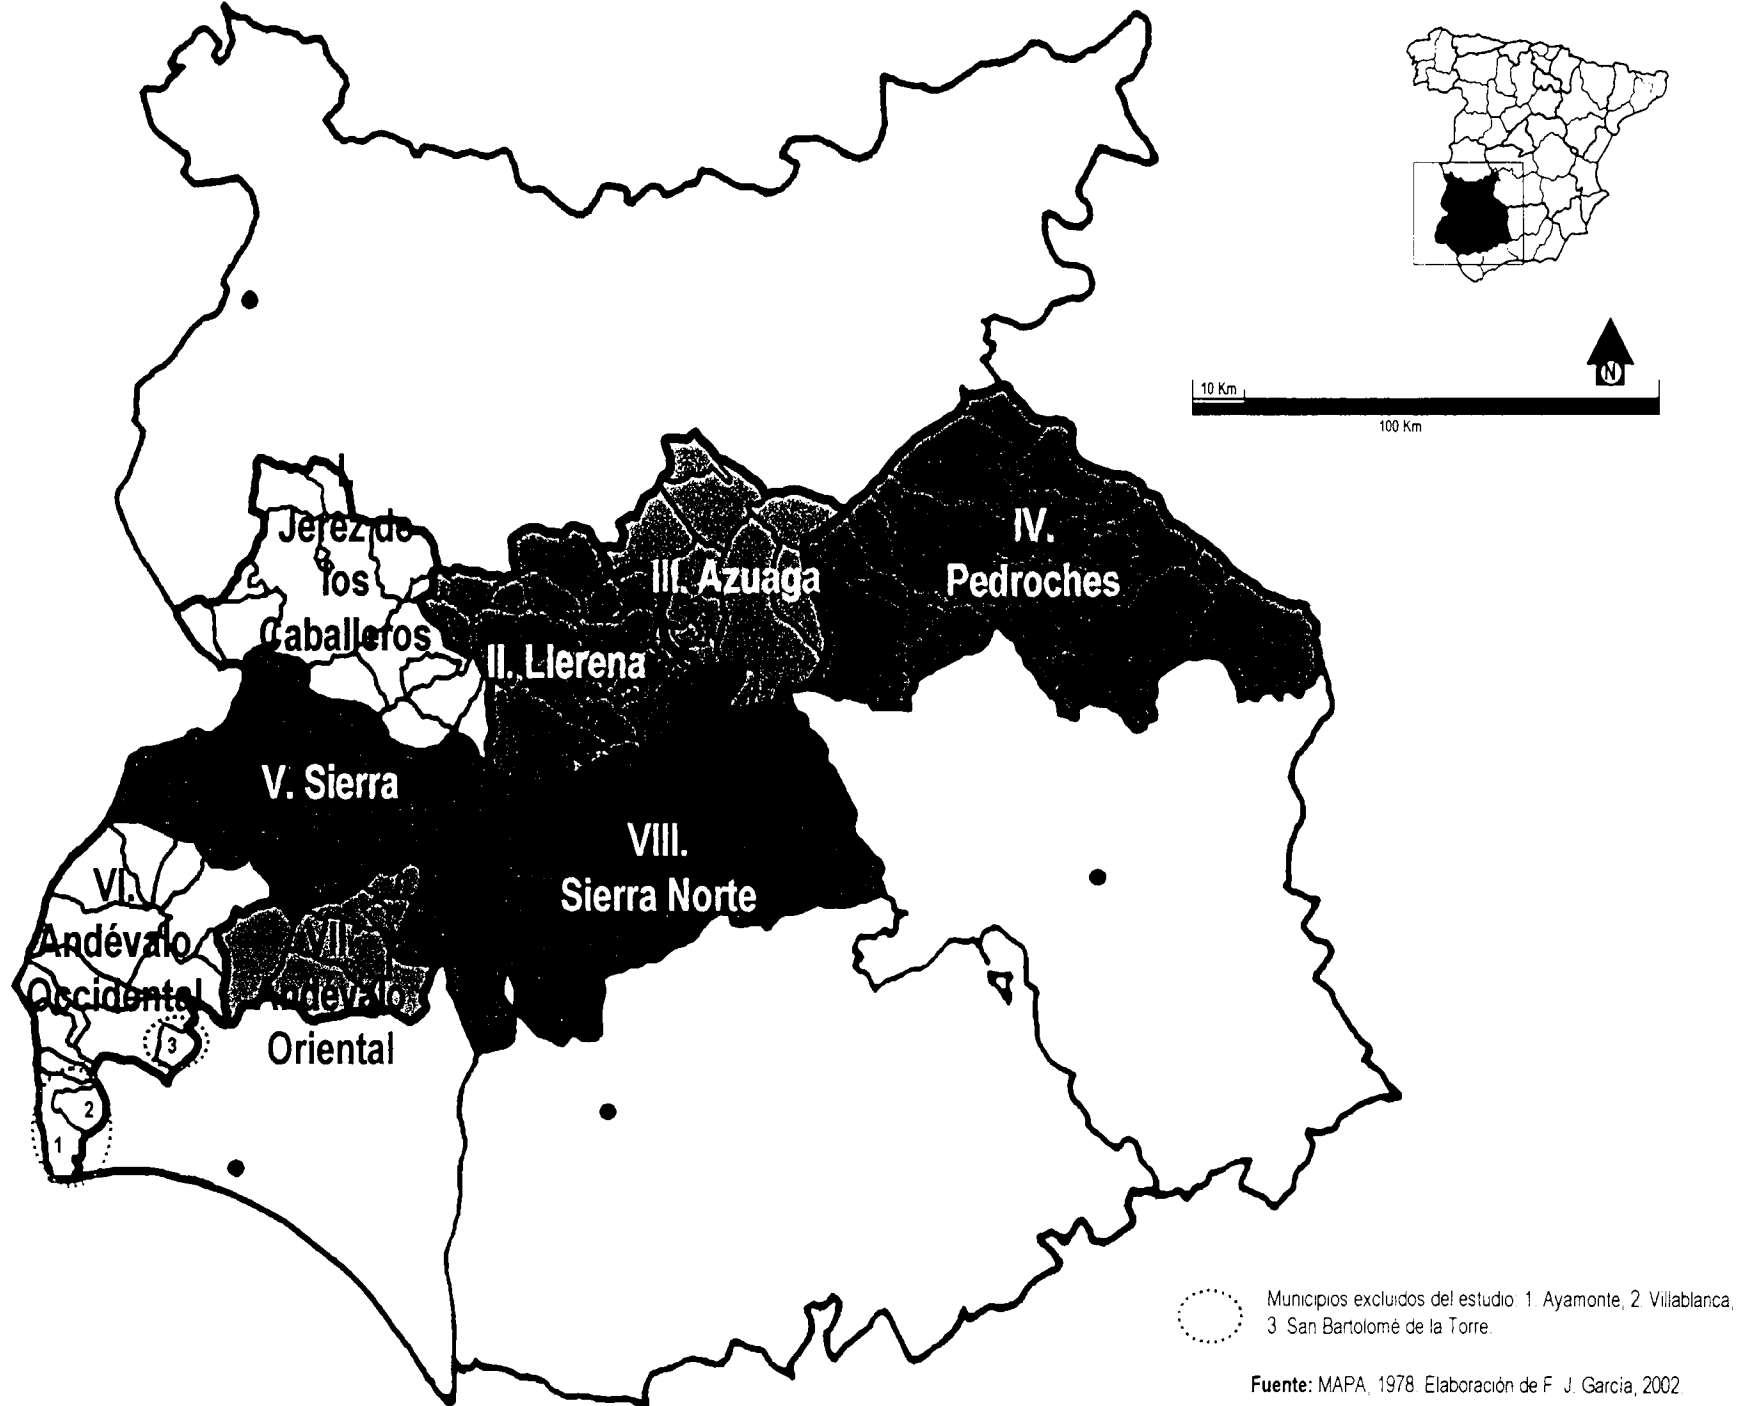 N
10 Km
100 Km
I.
Jerez de
los
Caballeros
II. Llerena
III. Azuaga
IV.
Pedroches
V. Sierra
VI.
Andévalo
Occidental
VII.
Andévalo
Oriental
VIII.
Sierra Norte
3
2
1
Municipios excluidos del estudio: 1. Ayamonte, 2. Villablanca,
3 San Bartolomé de la Torre.
Fuente: MAPA, 1978. Elaboración de F. J. García, 2002.